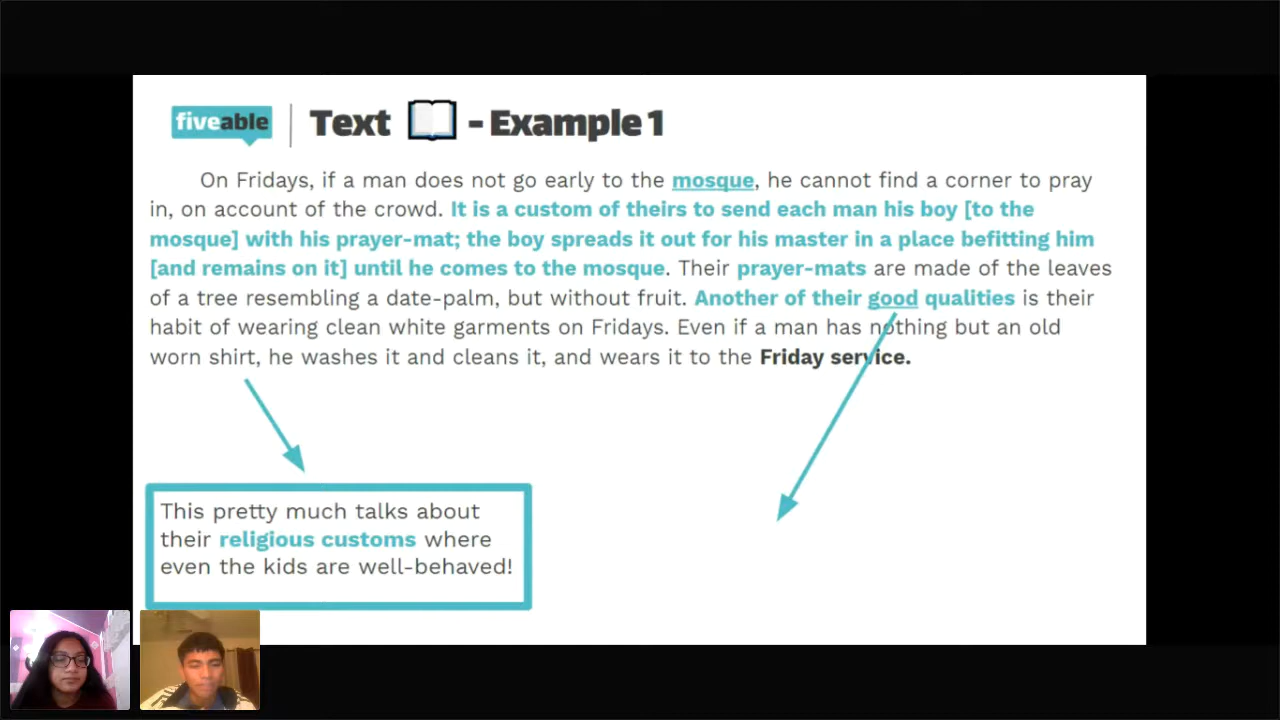 fiveable
Text - Example 1
On Fridays, if a man does not go early to the mosque, he cannot find a corner to pray
in, on account of the crowd. It is a custom of theirs to send each man his boy [to the
mosque] with his prayer-mat; the boy spreads it out for his master in a place befitting him
[and remains on it] until he comes to the mosque. Their prayer-mats are made of the leaves
of a tree resembling a date-palm, but without fruit. Another of their good qualities is their
habit of wearing clean white garments on Fridays. Even if a man has nothing but an old
worn shirt, he washes it and cleans it, and wears it to the Friday service.
This pretty much talks about
their religious customs where
even the kids are well-behaved!